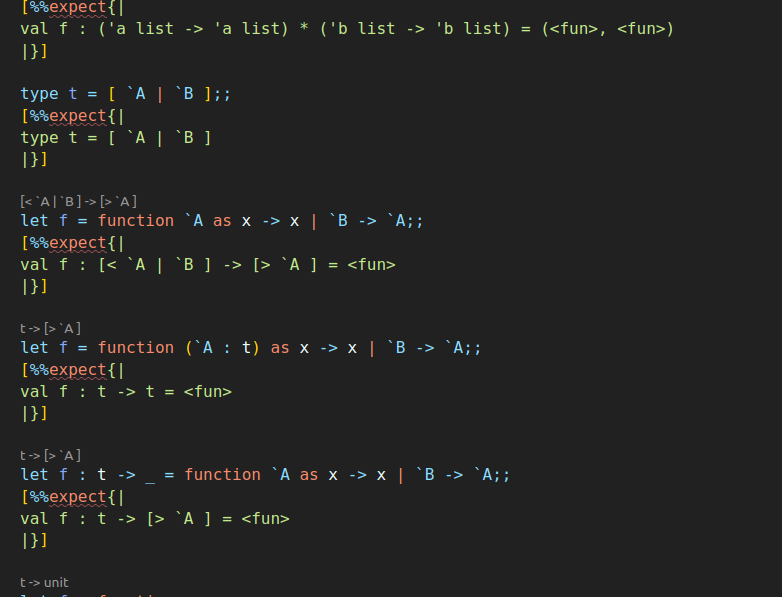 [%%expect{|
val f : ('a list -> 'a list) * ('b list -> 'b list) = (<fun>, <fun>)
|}]
type t = [ `A | `B ];;
[%%expect{|
type t = [ `A | `B ]
|}]
[< `A | `B ] -> [> `A ]
let f = function `A as x -> x | `B -> `A;;
[%%expect{|
val f : [< `A | `B ] -> [> `A ] = <fun>
|}]
t -> [> `A ]
let f = function (`A : t) as x -> x | `B -> `A;;
[%%expect{|
val f : t -> t = <fun>
|}]
t -> [> `A ]
let f : t -> _ = function `A as x -> x | `B -> `A;;
[%%expect{|
val f : t -> [> `A ] = <fun>
|}]
t -> unit